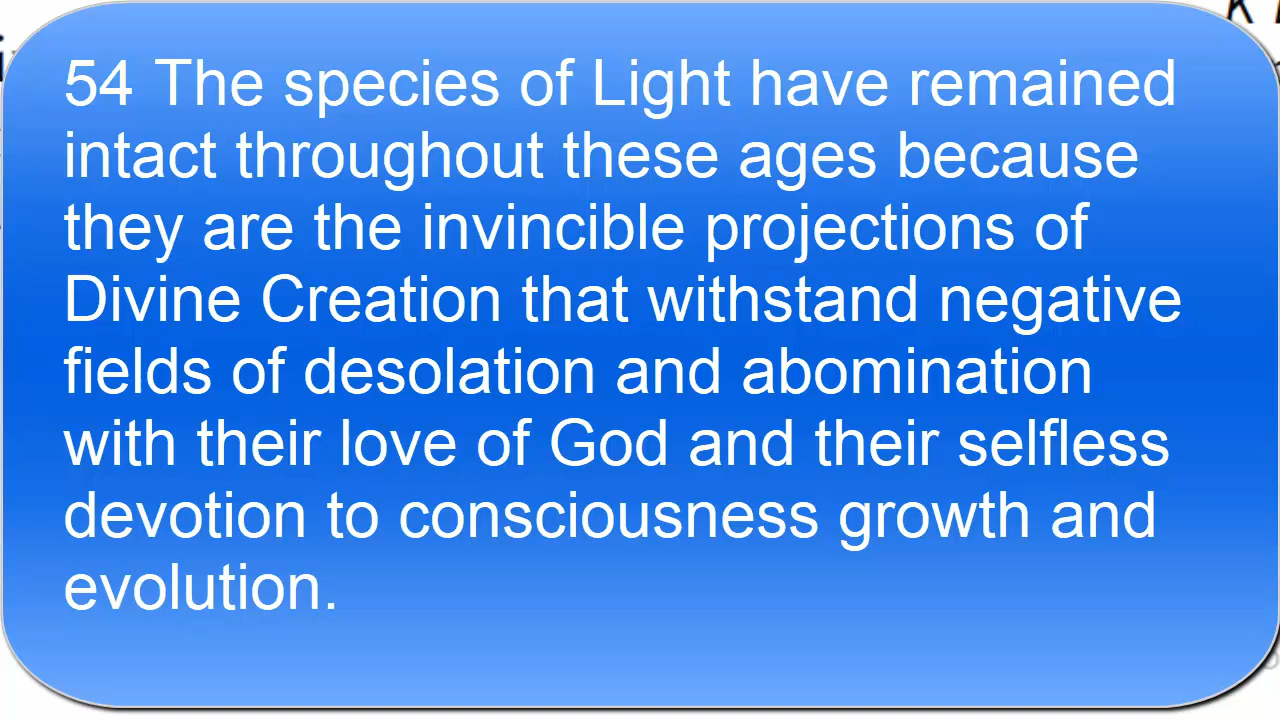 54 The species of Light have remained
intact throughout these ages because
they are the invincible projections of
Divine Creation that withstand negative
fields of desolation and abomination
with their love of God and their selfless
devotion to consciousness growth and
evolution.